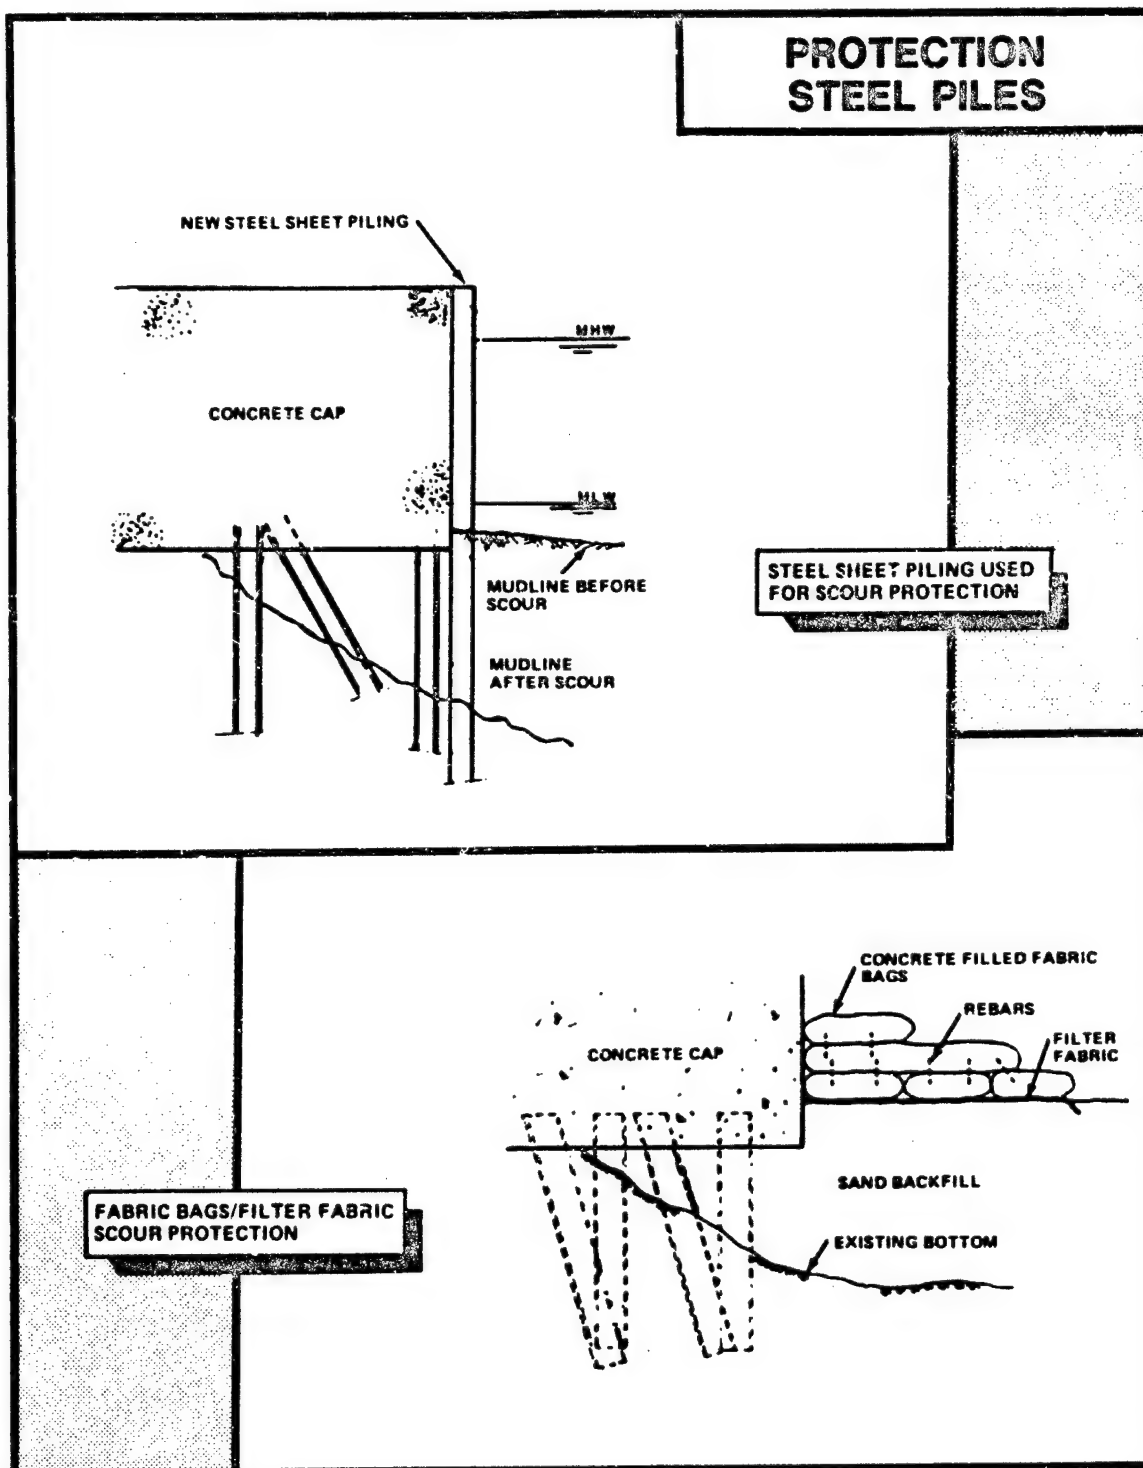 PROTECTION
STEEL PILES
NEW STEEL SHEET PILING
MHW
CONCRETE CAP
MLW
MUDLINE BEFORE
SCOUR
STEEL SHEET PILING USED
FOR SCOUR PROTECTION
MUDLINE
AFTER SCOUR
CONCRETE FILLED FABRIC
BAGS
REBARS
FILTER
FABRIC
CONCRETE CAP
SAND BACKFILL
FABRIC BAGS/FILTER FABRIC
SCOUR PROTECTION
EXISTING BOTTOM